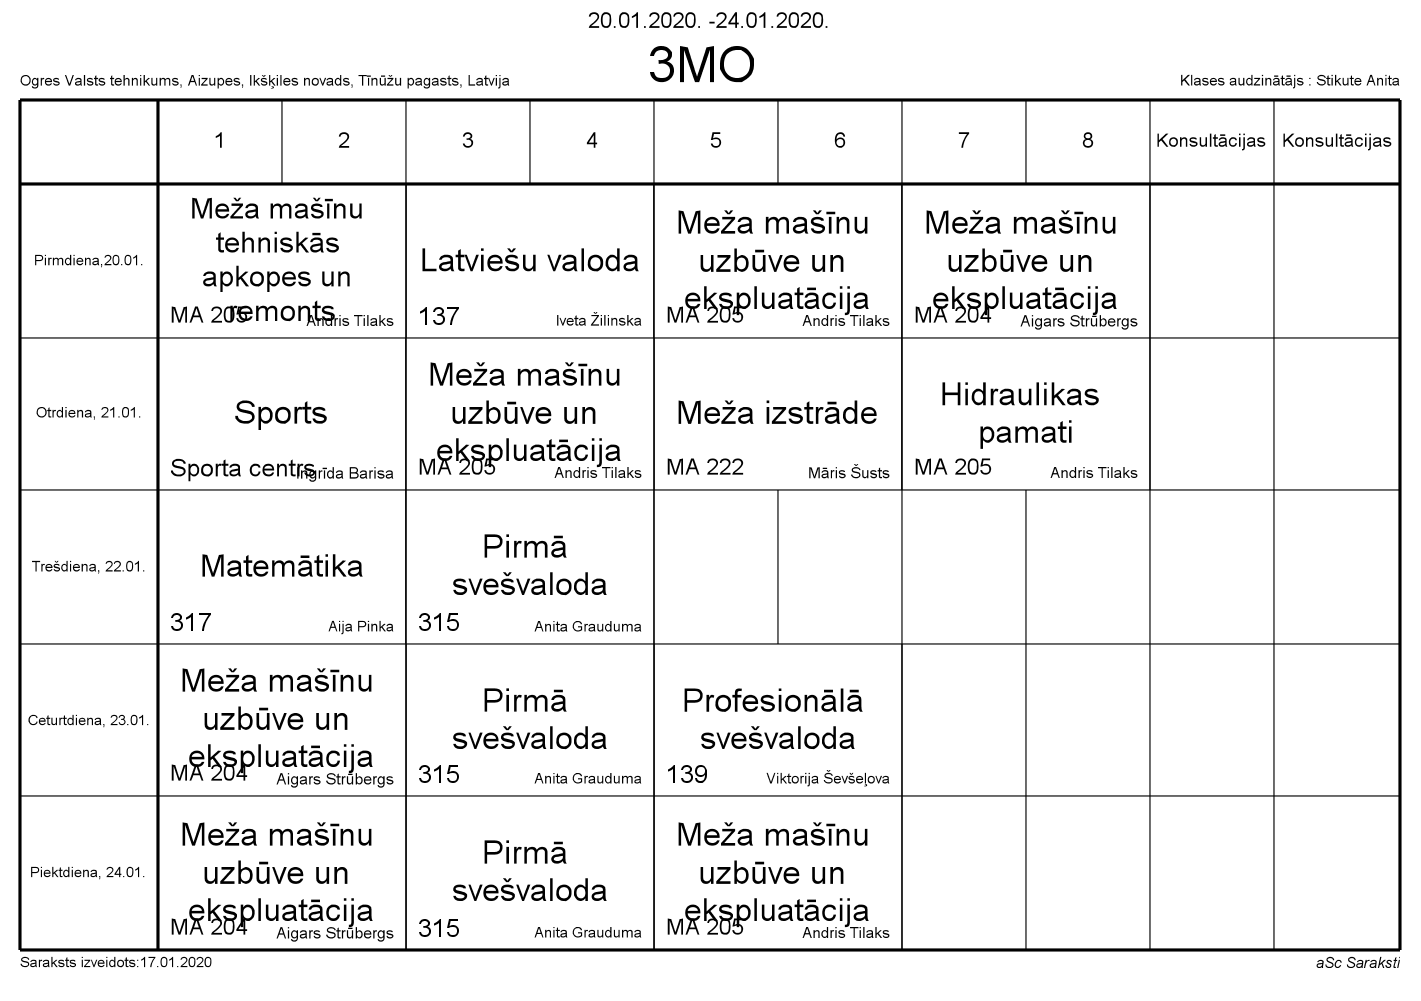 20.01.2020. -24.01.2020.
3MO
Ogres Valsts tehnikums, Aizupes, Ikšķiles novads, Tīnūžu pagasts, Latvija
Klases audzinātājs : Stikute Anita
1 2 3 4 5 6 7 8 Konsultācijas Konsultācijas
Pirmdiena,20.01.
Meža mašīnu
tehniskās
apkopes un
remonts
MA 205 Andris Tilaks
Latviešu valoda
137 Iveta Žilinska
Meža mašīnu
uzbūve un
ekspluatācija
MA 205 Andris Tilaks
Meža mašīnu
uzbūve un
ekspluatācija
MA 204 Aigars Strūbergs
Otrdiena, 21.01.
Sports
Sporta centrs Ingrīda Barisa
Meža mašīnu
uzbūve un
ekspluatācija
MA 205 Andris Tilaks
Meža izstrāde
MA 222 Māris Šusts
Hidraulikas
pamati
MA 205 Andris Tilaks
Trešdiena, 22.01.
Matemātika
317 Aija Pinka
Pirmā
svešvaloda
315 Anita Grauduma
Ceturtdiena, 23.01.
Meža mašīnu
uzbūve un
ekspluatācija
MA 204 Aigars Strūbergs
Pirmā
svešvaloda
315 Anita Grauduma
Profesionālā
svešvaloda
139 Viktorija Ševšeļova
Piektdiena, 24.01.
Meža mašīnu
uzbūve un
ekspluatācija
MA 204 Aigars Strūbergs
Pirmā
svešvaloda
315 Anita Grauduma
Meža mašīnu
uzbūve un
ekspluatācija
MA 205 Andris Tilaks
Saraksts izveidots:17.01.2020
aSc Saraksti